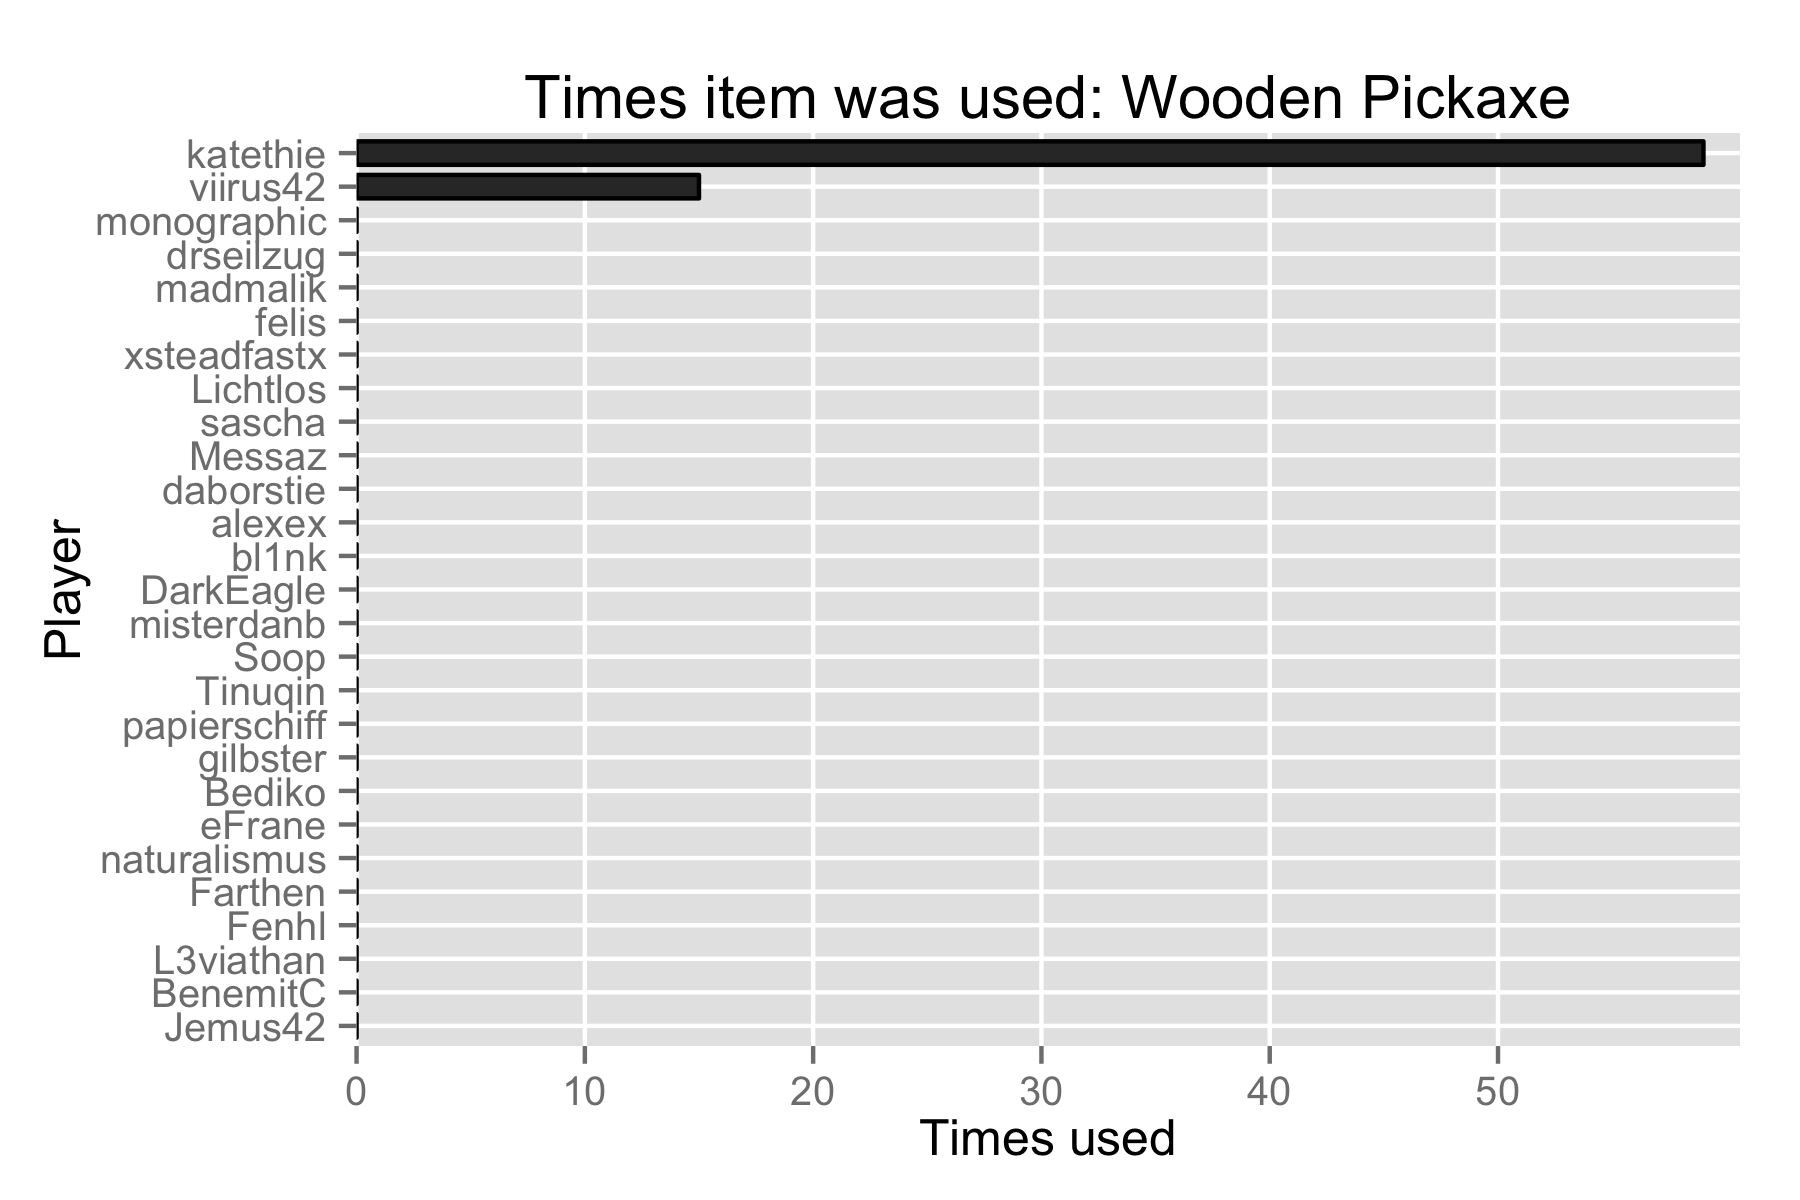 Times item was used: Wooden Pickaxe
katethie
viirus42
monographic
drseilzug
madmalik
felis
xsteadfastx
Lichtlos
sascha
Messaz
daborstie
alexex
bl1nk
DarkEagle
misterdanb
Soop
Tinuqin
papierschiff
gilbster
Bediko
eFrane
naturalismus
Farthen
Fenhl
L3viathan
BenemitC
Jemus42
Player
0 10 20 30 40 50
Times used